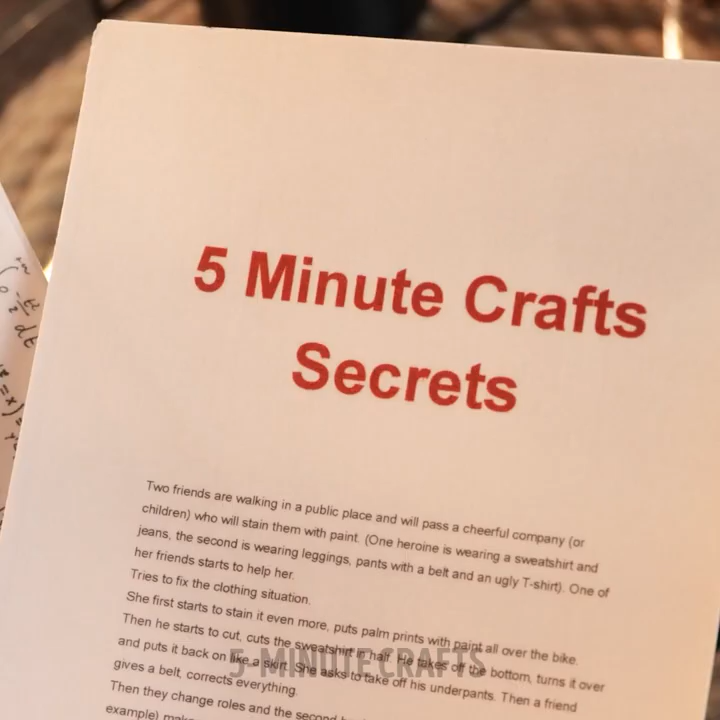 5 Minute Crafts
Secrets
Two friends are walking in a public place and will pass a cheerful company (or
children) who will stain them with paint. (One heroine is wearing a sweatshirt and
jeans, the second is wearing leggings, pants with a belt and an ugly T-shirt). One of
her friends starts to help her.
Tries to fix the clothing situation.
She first starts to stain it even more, puts palm prints with paint all over the bike.
Then he starts to cut, cuts the sweatshirt in half. He takes off the bottom, turns it over
and puts it back on like a skirt. She asks to take off his underpants. Then a friend
gives a belt, corrects everything.
Then they change roles and the second
example)
5-MINUTE CRAFTS
dt